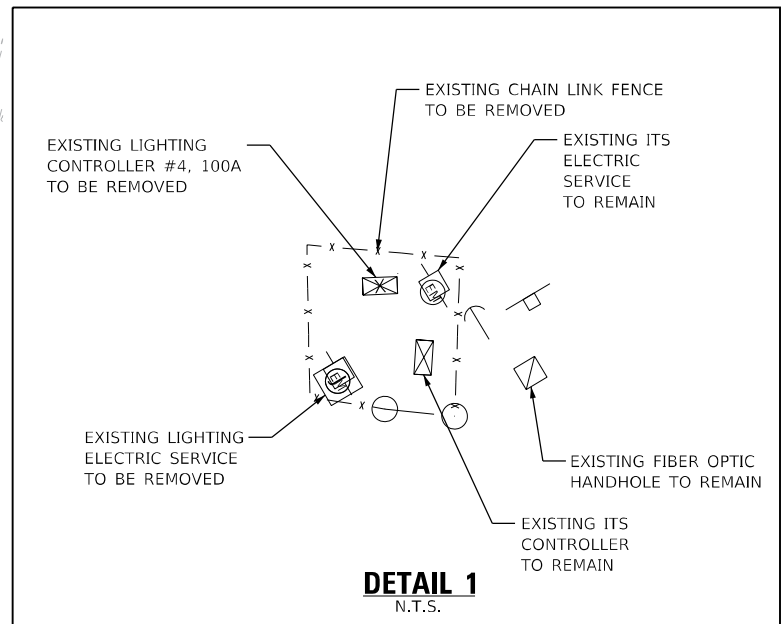 EXISTING CHAIN LINK FENCE
TO BE REMOVED
EXISTING LIGHTING
CONTROLLER #4, 100A
TO BE REMOVED
EXISTING ITS
ELECTRIC
SERVICE
TO REMAIN
EXISTING LIGHTING
ELECTRIC SERVICE
TO BE REMOVED
EXISTING FIBER OPTIC
HANDHOLE TO REMAIN
EXISTING ITS
CONTROLLER
TO REMAIN
DETAIL 1
N.T.S.